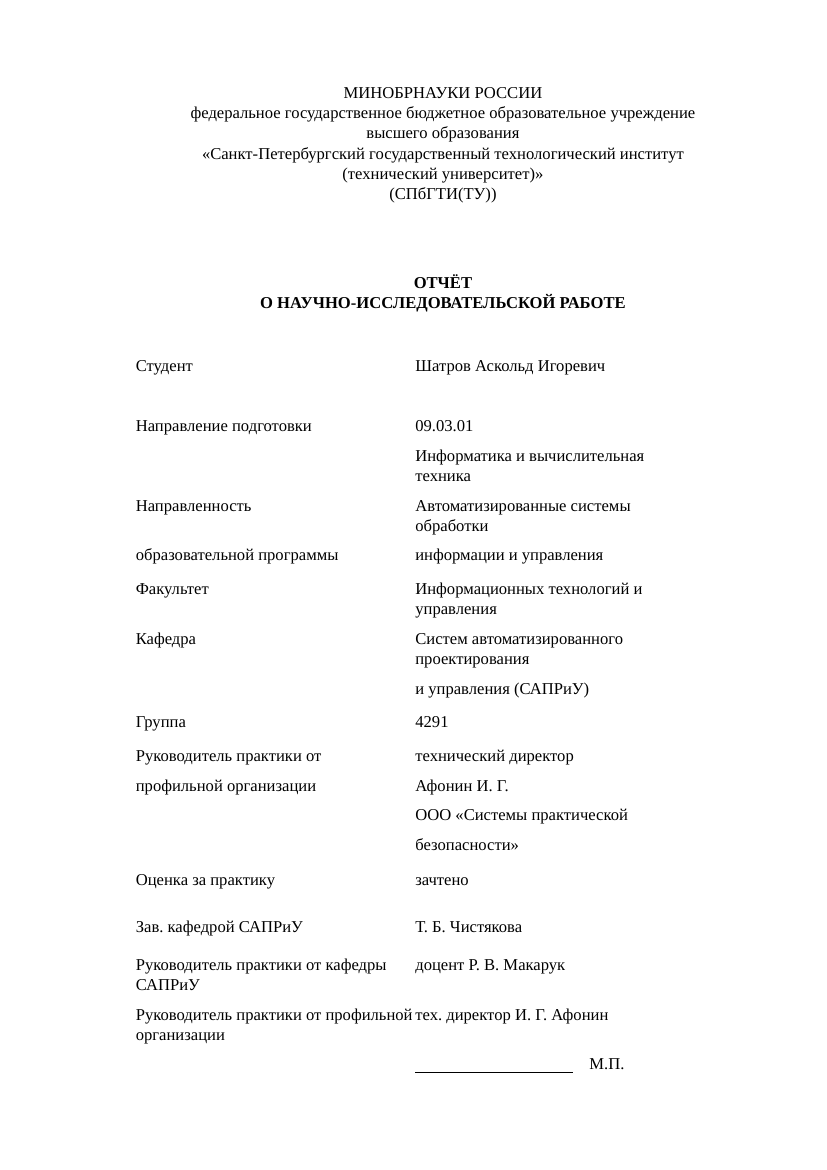 МИНОБРНАУКИ РОССИИ
федеральное государственное бюджетное образовательное учреждение
высшего образования
«Санкт-Петербургский государственный технологический институт
(технический университет)»
(СПбГТИ(ТУ))
ОТЧЁТ
О НАУЧНО-ИССЛЕДОВАТЕЛЬСКОЙ РАБОТЕ
Студент Шатров Аскольд Игоревич
Направление подготовки 09.03.01
Информатика и вычислительная
техника
Направленность Автоматизированные системы
обработки
образовательной программы информации и управления
Факультет Информационных технологий и
управления
Кафедра Систем автоматизированного
проектирования
и управления (САПРиУ)
Группа 4291
Руководитель практики от технический директор
профильной организации Афонин И. Г.
ООО «Системы практической
безопасности»
Оценка за практику зачтено
Зав. кафедрой САПРиУ Т. Б. Чистякова
Руководитель практики от кафедры доцент Р. В. Макарук
САПРиУ
Руководитель практики от профильной тех. директор И. Г. Афонин
организации
М.П.